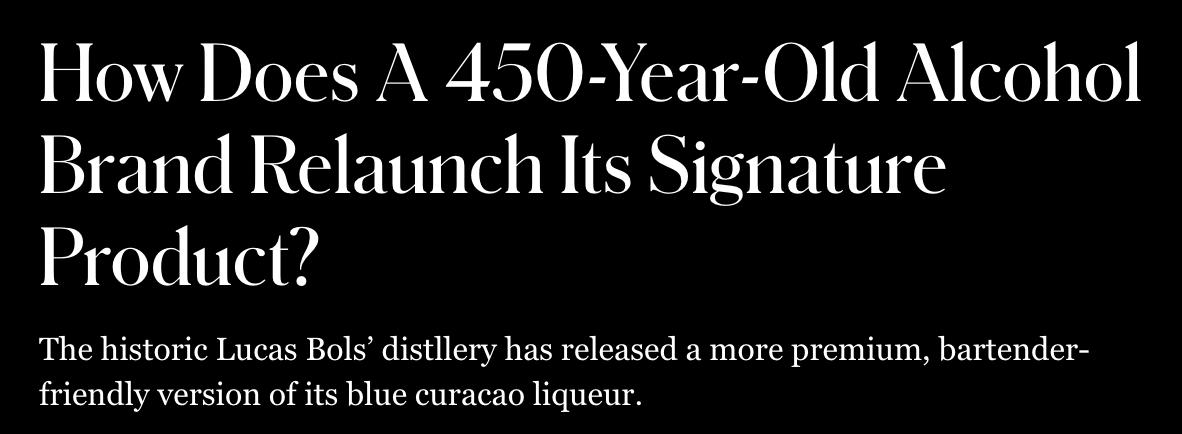 How Does A 450-Year-Old Alcohol
Brand Relaunch Its Signature
Product?
The historic Lucas Bols’ distllery has released a more premium, bartender-
friendly version of its blue curacao liqueur.